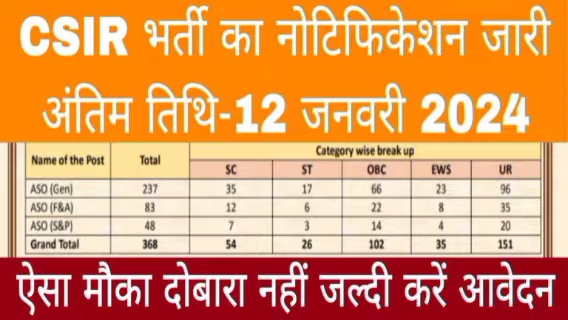 CSIR भर्ती का नोटिफिकेशन जारी
अंतिम तिथि-12 जनवरी 2024
Name of the Post Total Category wise break up
SC ST OBC EWS UR
ASO (Gen) 237 35 17 66 23 96
ASO (F&A) 83 12 6 22 8 35
ASO (S&P) 48 7 3 14 4 20
Grand Total 368 54 26 102 35 151
ऐसा मौका दोबारा नहीं जल्दी करें आवेदन